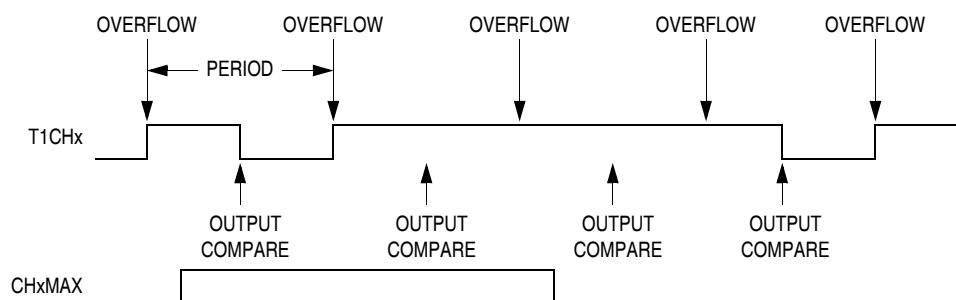 OVERFLOW OVERFLOW OVERFLOW OVERFLOW OVERFLOW
PERIOD
T1CHx
OUTPUT COMPARE
OUTPUT COMPARE
OUTPUT COMPARE
OUTPUT COMPARE
CHxMAX